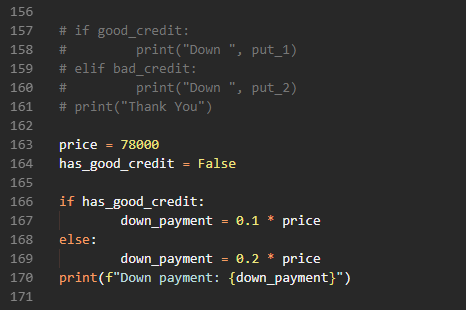 156
157 # if good_credit:
158 #         print("Down ", put_1)
159 # elif bad_credit:
160 #         print("Down ", put_2)
161 # print("Thank You")
162
163 price = 78000
164 has_good_credit = False
165
166 if has_good_credit:
167         down_payment = 0.1 * price
168 else:
169         down_payment = 0.2 * price
170 print(f"Down payment: {down_payment}")
171